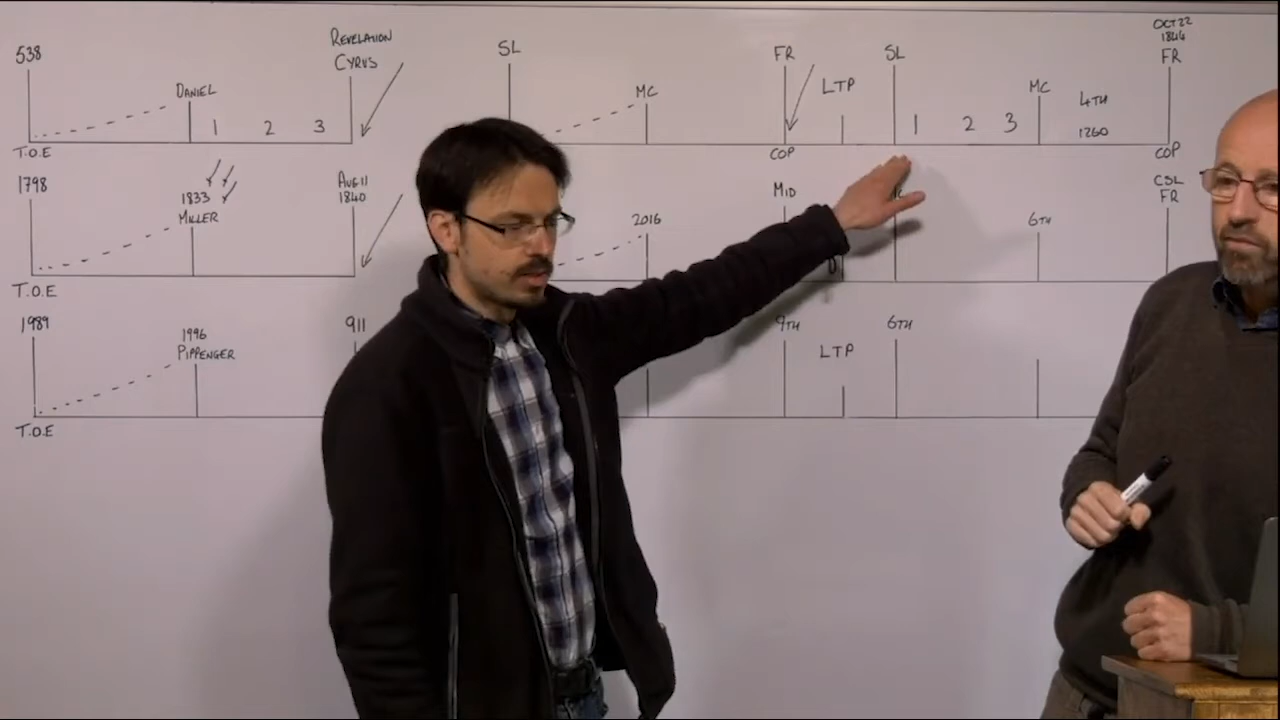 538
DANIEL
1 2 3
REVELATION
CYRUS
SL
MC
FR
LTP
SL
1 2 3
MC
4TH
1260
OCT 22
1844
FR
T.O.E
COP
COP
1798
1833
MILLER
AUG 11
1840
2016
MID
6TH
CSL
FR
T.O.E
1989
1996
PIPPENGER
911
9TH
LTP
6TH
T.O.E